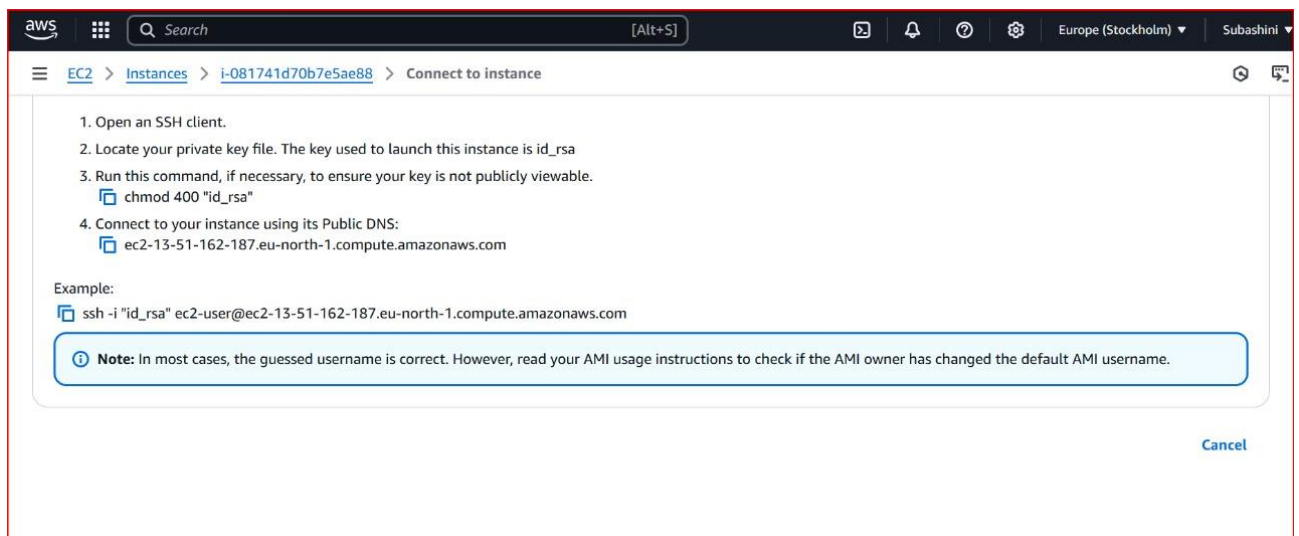 aws Search [Alt+S] Europe (Stockholm) Subashini
EC2 > Instances > i-081741d70b7e5ae88 > Connect to instance
1. Open an SSH client.
2. Locate your private key file. The key used to launch this instance is id_rsa
3. Run this command, if necessary, to ensure your key is not publicly viewable.
chmod 400 "id_rsa"
4. Connect to your instance using its Public DNS:
ec2-13-51-162-187.eu-north-1.compute.amazonaws.com
Example:
ssh -i "id_rsa" ec2-user@ec2-13-51-162-187.eu-north-1.compute.amazonaws.com
Note: In most cases, the guessed username is correct. However, read your AMI usage instructions to check if the AMI owner has changed the default AMI username.
Cancel